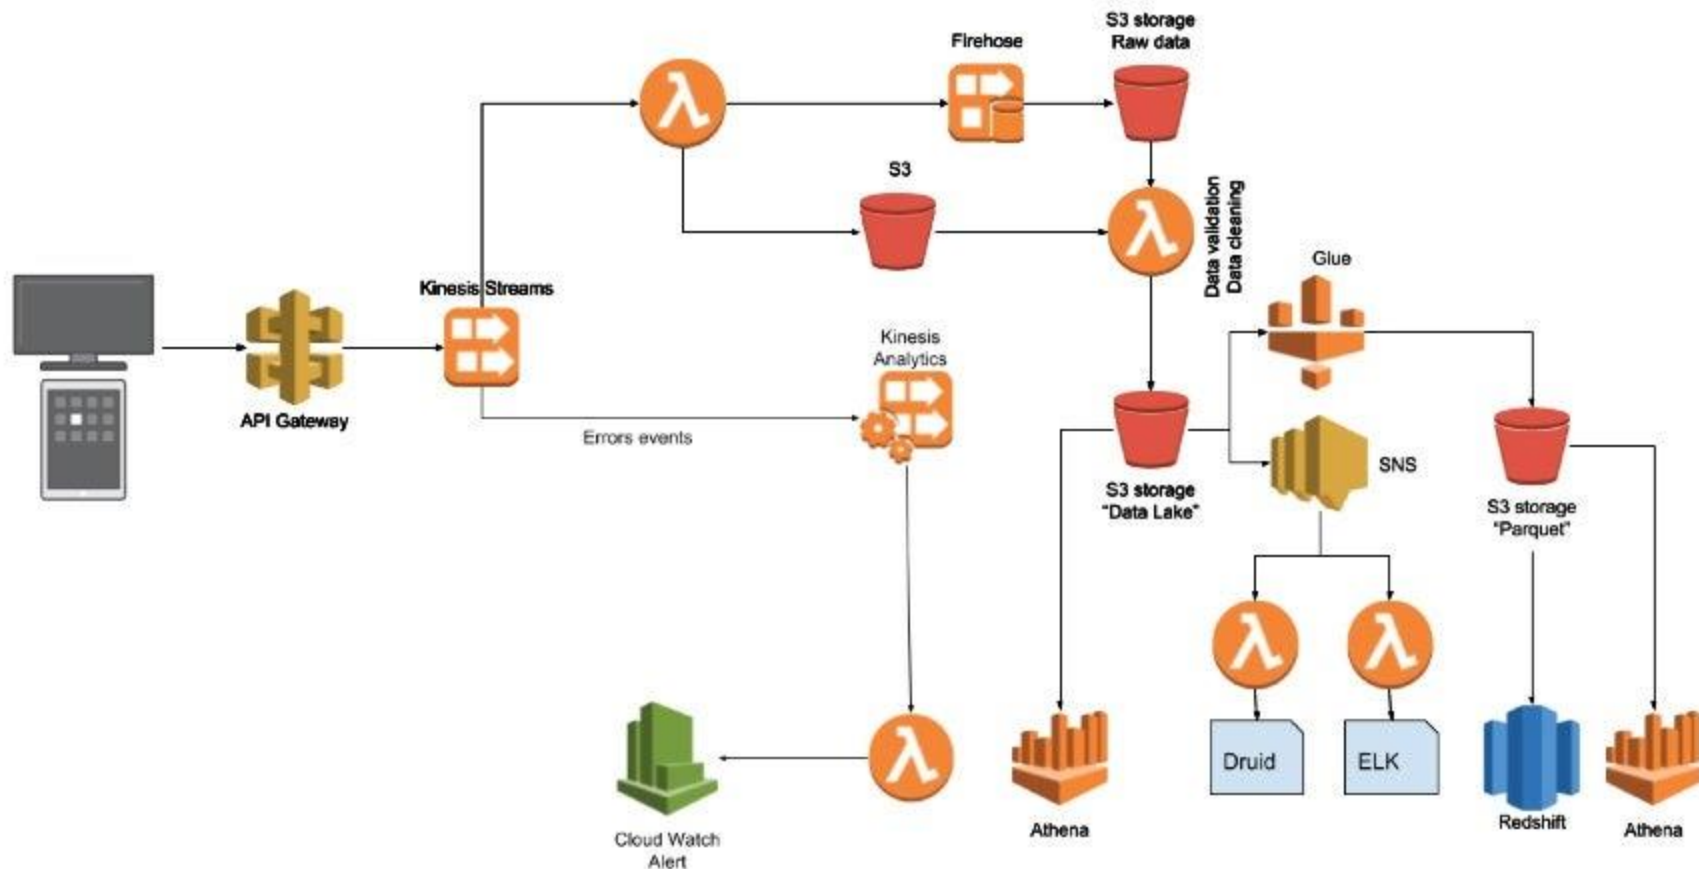 S3 storage
Raw data
Firehose
S3
Data validation
Data cleaning
Glue
Kinesis Streams
Kinesis
Analytics
API Gateway
Errors events
SNS
S3 storage
"Data Lake"
S3 storage
"Parquet"
Druid
ELK
Redshift
Athena
Athena
Cloud Watch
Alert
λ
λ
λ
λ
λ